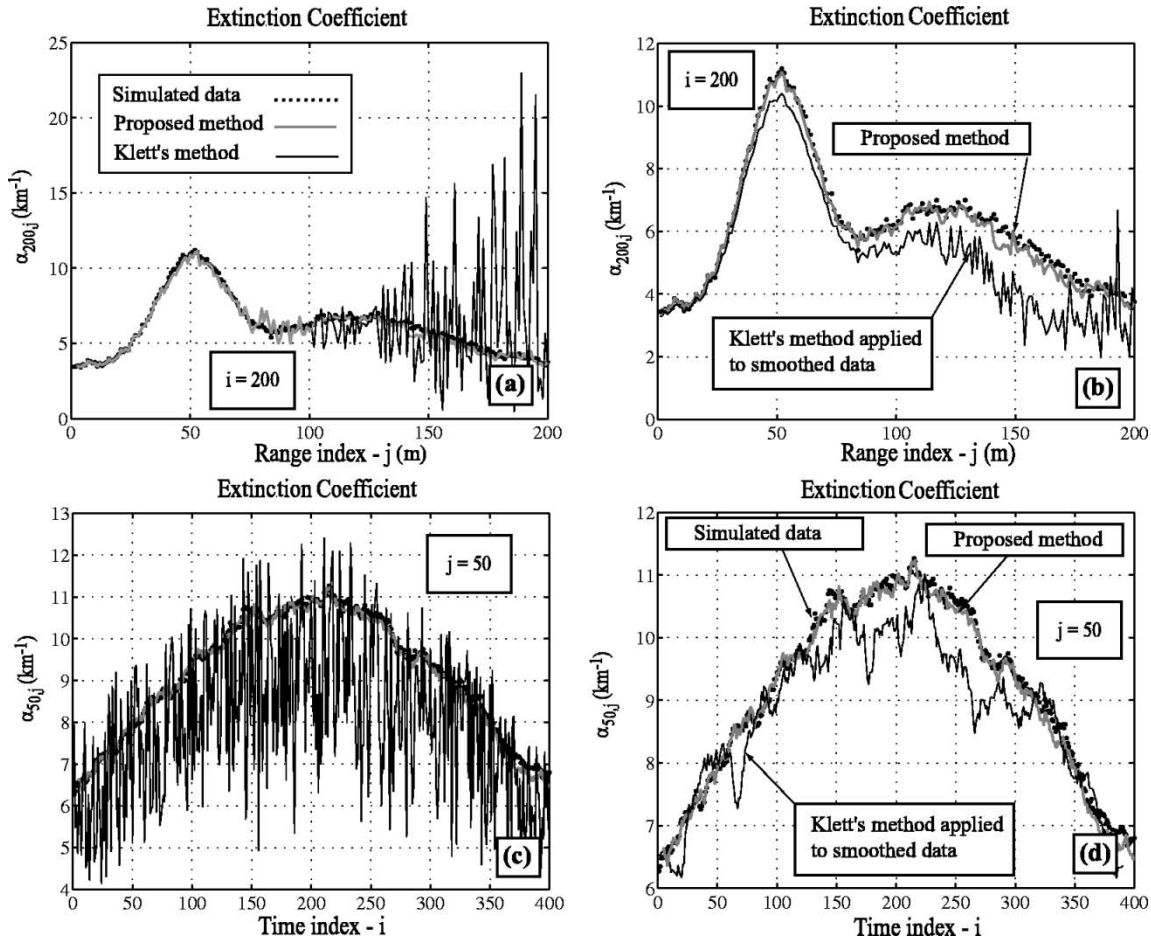 Extinction Coefficient
25
20
15
10
5
0
α200,j (km-1)
Simulated data
Proposed method
Klett's method
i = 200
(a)
0 50 100 150 200
Range index - j (m)
Extinction Coefficient
12
10
8
6
4
2
0
α200,j (km-1)
i = 200
Proposed method
Klett's method applied
to smoothed data
(b)
0 50 100 150 200
Range index - j (m)
Extinction Coefficient
13
12
11
10
9
8
7
6
5
4
α50,j (km-1)
j = 50
(c)
0 50 100 150 200 250 300 350 400
Time index - i
Extinction Coefficient
12
11
10
9
8
7
6
α50,j (km-1)
Simulated data
Proposed method
j = 50
Klett's method applied
to smoothed data
(d)
0 50 100 150 200 250 300 350 400
Time index - i